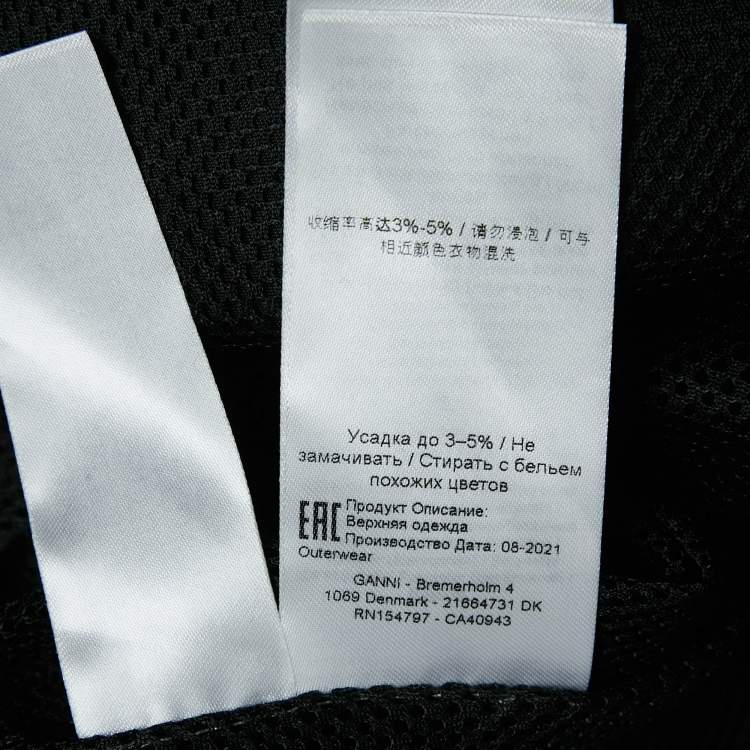 收缩率高达3%-5% / 请勿浸泡 / 可与
相近颜色衣物混洗
Усадка до 3–5% / Не
замачивать / Стирать с бельем
похожих цветов
EAC Продукт Описание:
Верхняя одежда
Производство Дата: 08-2021
Outerwear
GANNI - Bremerholm 4
1069 Denmark - 21664731 DK
RN154797 - CA40943